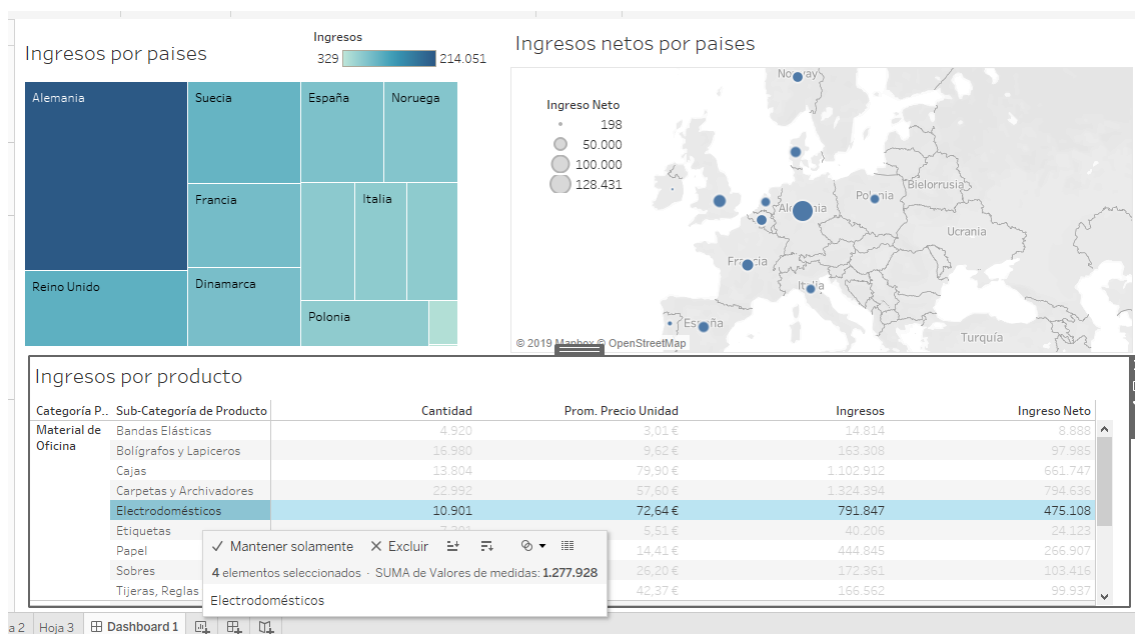 Ingresos por paises
Ingresos
329 214.051
Alemania
Suecia
España
Noruega
Francia
Italia
Reino Unido
Dinamarca
Polonia
Ingresos netos por paises
Ingreso Neto
198
50.000
100.000
128.431
Bielorrusia
Ucrania
Turquía
© 2019 Mapbox © OpenStreetMap
Ingresos por producto
Categoría P.. Sub-Categoría de Producto Cantidad Prom. Precio Unidad Ingresos Ingreso Neto
Material de Oficina Bandas Elásticas 4.920 3,01 € 14.814 8.888
Bolígrafos y Lapiceros 16.980 9,62 € 163.308 97.985
Cajas 13.804 79,90 € 1.102.912 661.747
Carpetas y Archivadores 22.992 57,60 € 1.324.394 794.636
Electrodomésticos 10.901 72,64 € 791.847 475.108
Etiquetas 5,51 € 40.206 24.123
Papel 14,41 € 444.845 266.907
Sobres 26,20 € 172.361 103.416
Tijeras, Reglas 42,37 € 166.562 99.937
Mantener solamente Excluir
4 elementos seleccionados · SUMA de Valores de medidas: 1.277.928
Electrodomésticos
a 2 Hoja 3 Dashboard 1